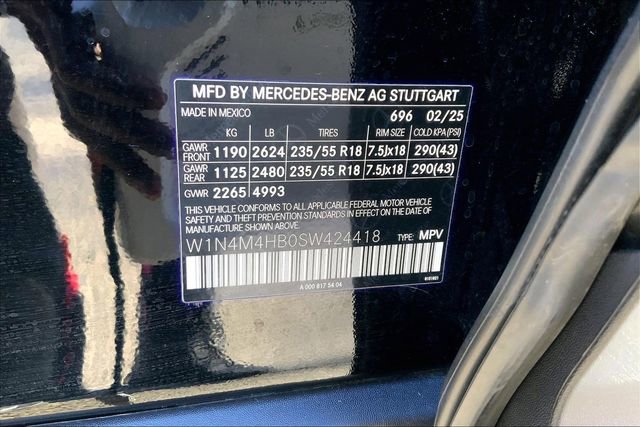 MFD BY MERCEDES-BENZ AG STUTTGART
MADE IN MEXICO 696 02/25
KG LB TIRES RIM SIZE COLD KPA(PSI)
GAWR FRONT 1190 2624 235/55 R18 7.5Jx18 290(43)
GAWR REAR 1125 2480 235/55 R18 7.5Jx18 290(43)
GVWR 2265 4993
THIS VEHICLE CONFORMS TO ALL APPLICABLE FEDERAL MOTOR VEHICLE
SAFETY AND THEFT PREVENTION STANDARDS IN EFFECT ON THE DATE
OF MANUFACTURE SHOWN ABOVE.
W1N4M4HB0SW424418 TYPE: MPV
A 000 817 54 04